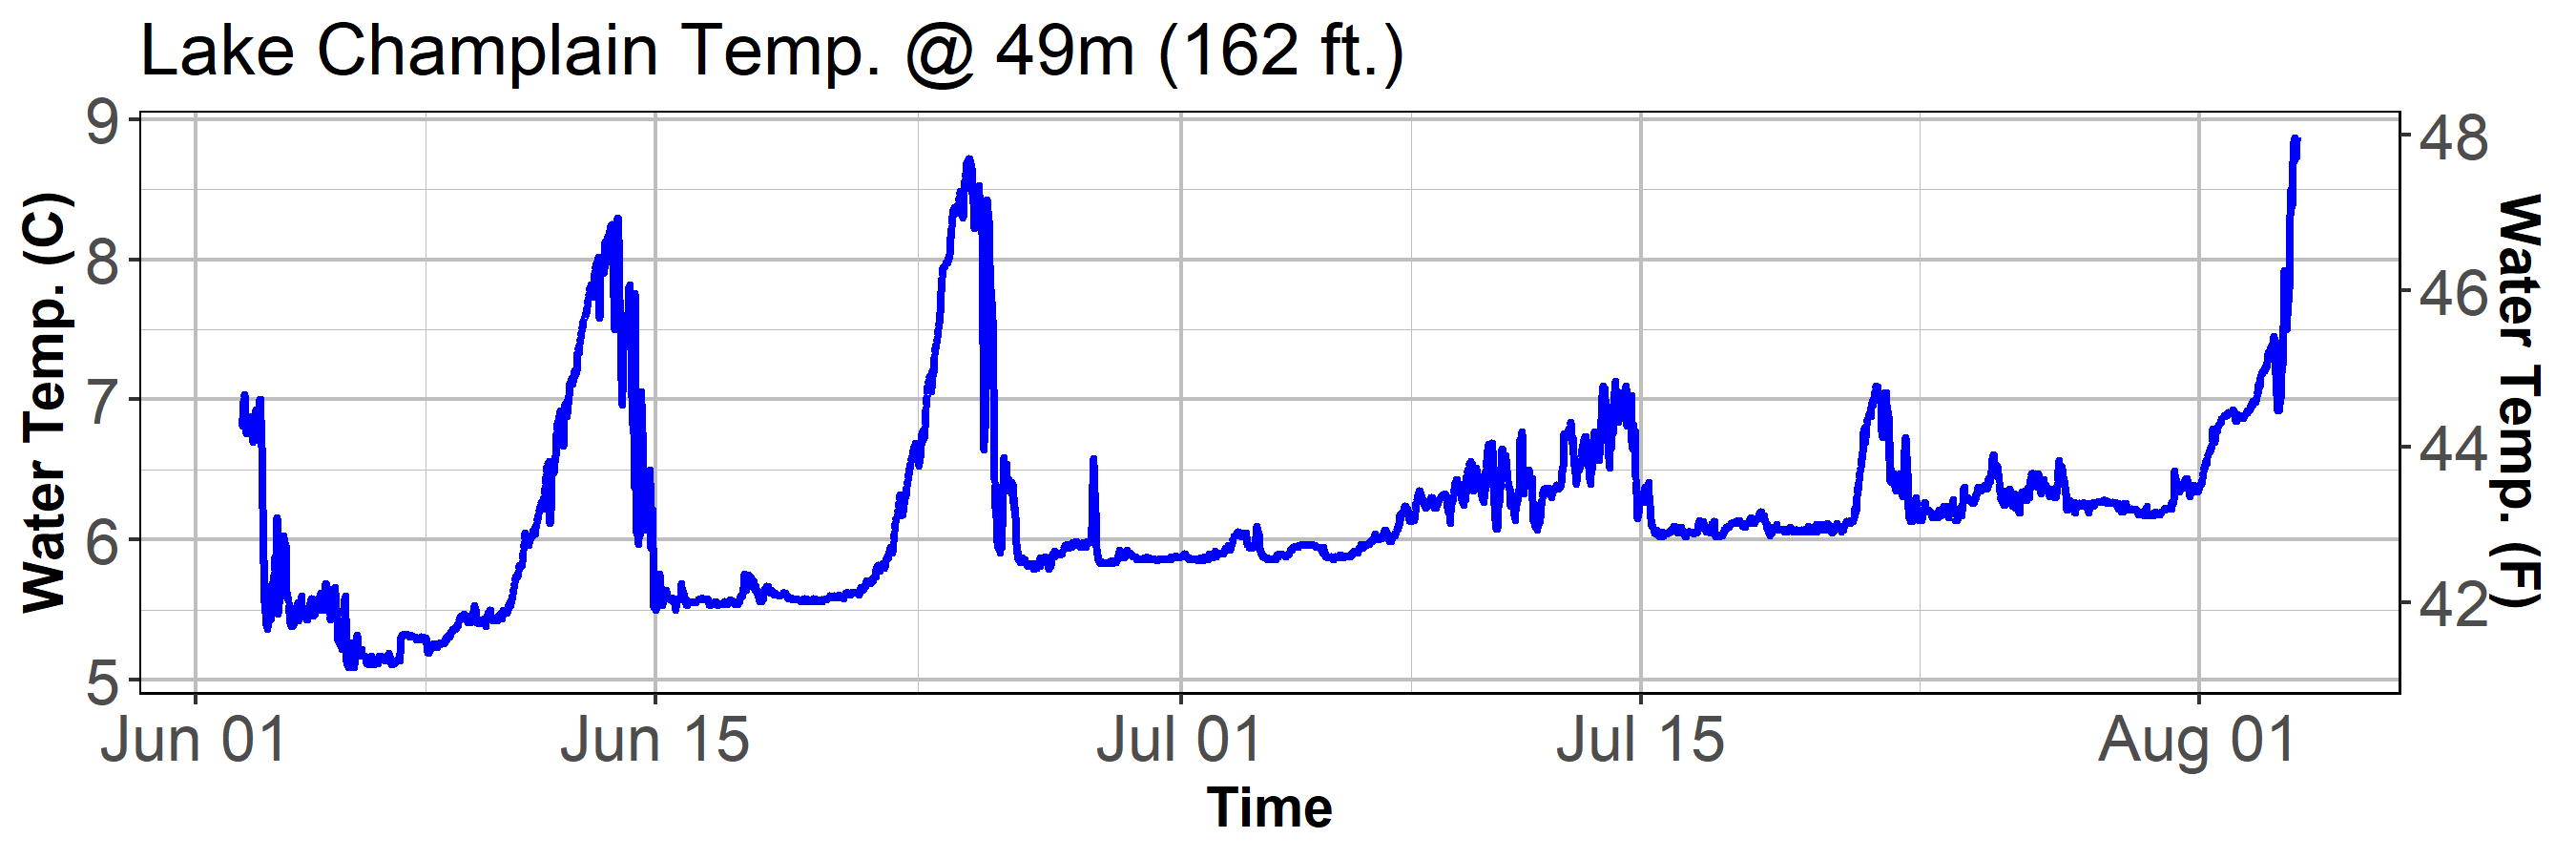 Lake Champlain Temp. @ 49m (162 ft.)
Water Temp. (C)
9
8
7
6
5
48
46
44
42
Water Temp. (F)
Jun 01 Jun 15 Jul 01 Jul 15 Aug 01
Time